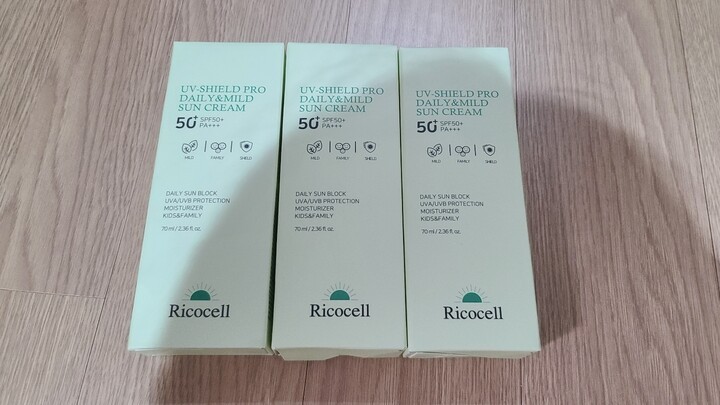 UV-SHIELD PRO
DAILY&MILD
SUN CREAM
50+ SPF50+
PA+++
MILD FAMILY SHIELD
DAILY SUN BLOCK
UVA/UVB PROTECTION
MOISTURIZER
KIDS&FAMILY
70 ml / 2,36 fl. oz.
Ricocell
UV-SHIELD PRO
DAILY&MILD
SUN CREAM
50+ SPF50+
PA+++
MILD FAMILY SHIELD
DAILY SUN BLOCK
UVA/UVB PROTECTION
MOISTURIZER
KIDS&FAMILY
70 ml / 2,36 fl. oz.
Ricocell
UV-SHIELD PRO
DAILY&MILD
SUN CREAM
50+ SPF50+
PA+++
MILD FAMILY SHIELD
DAILY SUN BLOCK
UVA/UVB PROTECTION
MOISTURIZER
KIDS&FAMILY
70 ml / 2,36 fl. oz.
Ricocell